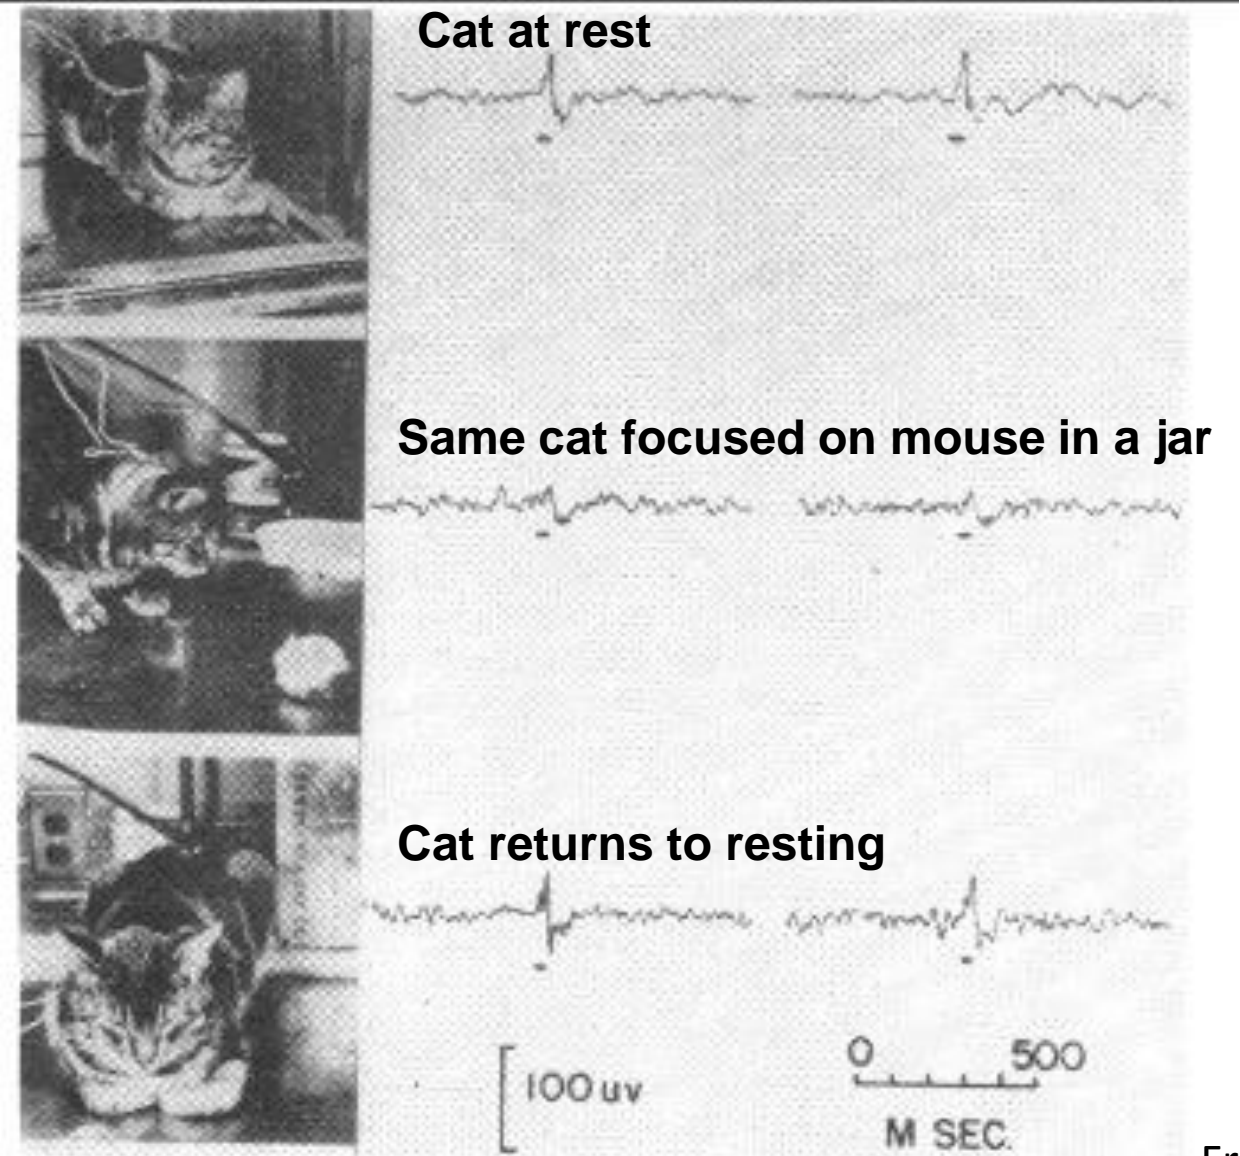 Cat at rest
Same cat focused on mouse in a jar
Cat returns to resting
0 500
100 uv
M SEC.